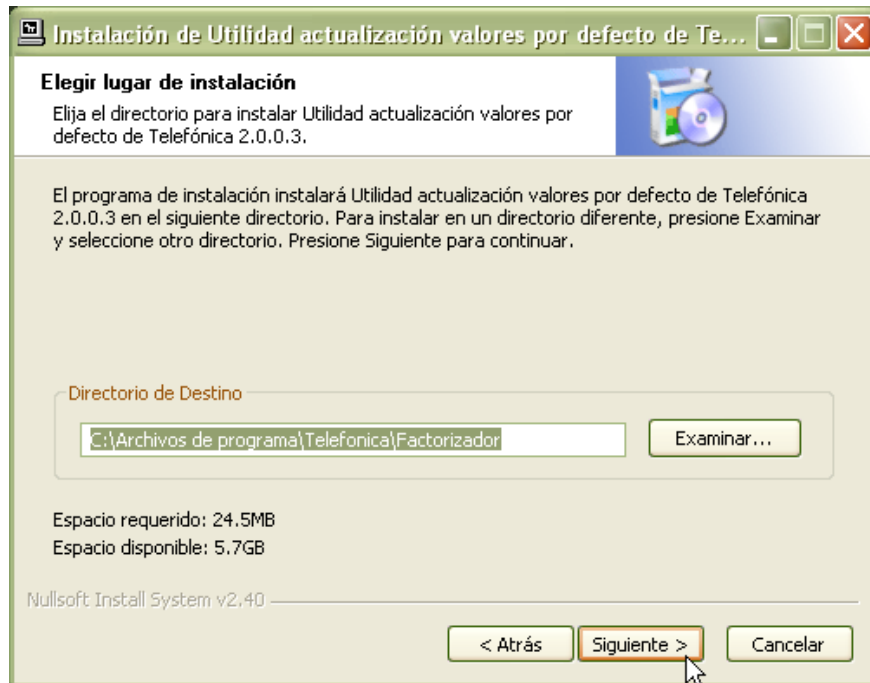 Instalación de Utilidad actualización valores por defecto de Te...
Elegir lugar de instalación
Elija el directorio para instalar Utilidad actualización valores por
defecto de Telefónica 2.0.0.3.
El programa de instalación instalará Utilidad actualización valores por defecto de Telefónica
2.0.0.3 en el siguiente directorio. Para instalar en un directorio diferente, presione Examinar
y seleccione otro directorio. Presione Siguiente para continuar.
Directorio de Destino
C:\Archivos de programa\Telefonica\Factorizador
Examinar...
Espacio requerido: 24.5MB
Espacio disponible: 5.7GB
Nullsoft Install System v2.40
< Atrás
Siguiente >
Cancelar